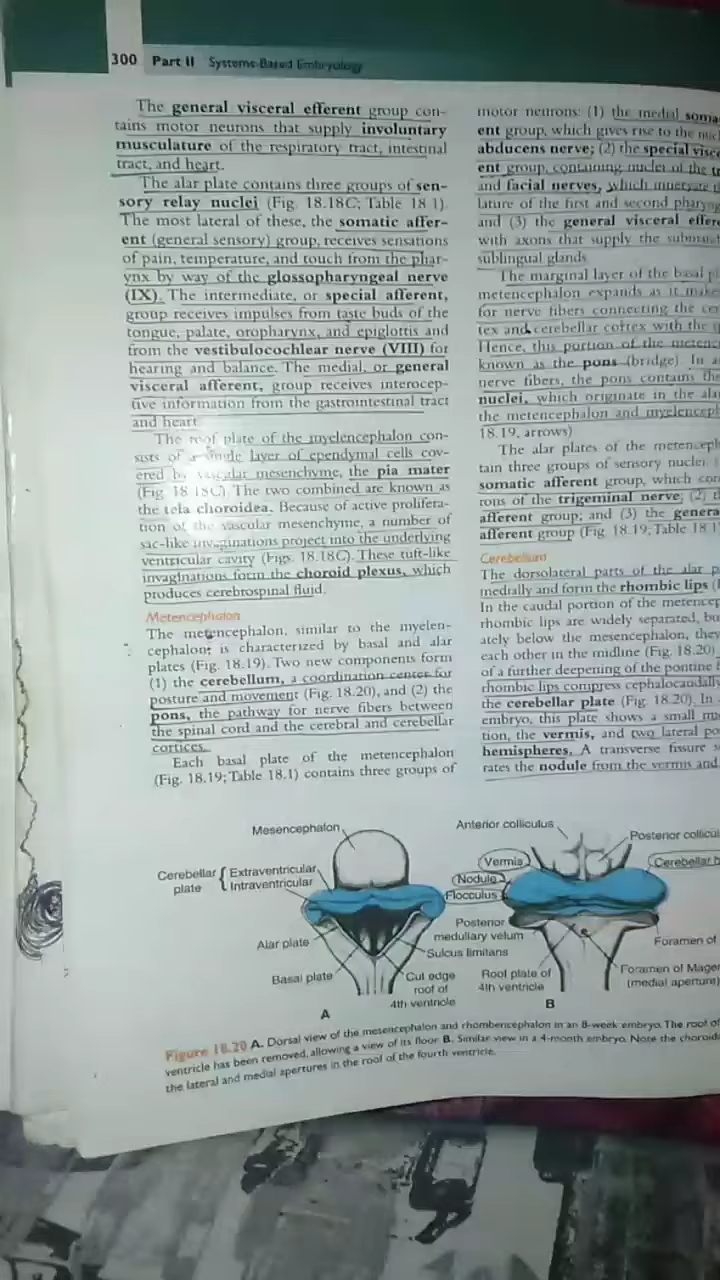 300 Part II Systems-Based Embryology
The general visceral efferent group con-
tains motor neurons that supply involuntary
musculature of the respiratory tract, intestinal
tract, and heart.
The alar plate contains three groups of sen-
sory relay nuclei (Fig. 18.18C; Table 18.1).
The most lateral of these, the somatic affer-
ent (general sensory) group, receives sensations
of pain, temperature, and touch from the phar-
ynx by way of the glossopharyngeal nerve
(IX). The intermediate, or special afferent,
group receives impulses from taste buds of the
tongue, palate, oropharynx, and epiglottis and
from the vestibulocochlear nerve (VIII) for
hearing and balance. The medial, or general
visceral afferent, group receives interocep-
tive information from the gastrointestinal tract
and heart.
The roof plate of the myelencephalon con-
sists of a single layer of ependymal cells cov-
ered by vascular mesenchyme, the pia mater
(Fig. 18.18C). The two combined are known as
the tela choroidea. Because of active prolifera-
tion of the vascular mesenchyme, a number of
sac-like invaginations project into the underlying
ventricular cavity (Figs. 18.18C). These tuft-like
invaginations form the choroid plexus, which
produces cerebrospinal fluid.
Metencephalon
The metencephalon, similar to the myelen-
cephalon, is characterized by basal and alar
plates (Fig. 18.19). Two new components form
(1) the cerebellum, a coordination center for
posture and movement (Fig. 18.20), and (2) the
pons, the pathway for nerve fibers between
the spinal cord and the cerebral and cerebellar
cortices.
Each basal plate of the metencephalon
(Fig. 18.19; Table 18.1) contains three groups of
motor neurons: (1) the medial soma
ent group, which gives rise to the nucl
abducens nerve; (2) the special visce
ent group, containing nuclei of the tr
and facial nerves, which innervate t
lature of the first and second pharyng
and (3) the general visceral effere
with axons that supply the submand
sublingual glands.
The marginal layer of the basal pl
metencephalon expands as it make
for nerve fibers connecting the cer
tex and cerebellar cortex with the
Hence, this portion of the metenc
known as the pons (bridge). In a
nerve fibers, the pons contains the
nuclei, which originate in the alar
the metencephalon and myelenceph
18.19, arrows).
The alar plates of the metenceph
tain three groups of sensory nuclei:
somatic afferent group, which con
rons of the trigeminal nerve; (2) t
afferent group; and (3) the genera
afferent group (Fig. 18.19; Table 18.1
Cerebellum
The dorsolateral parts of the alar p
medially and form the rhombic lips (
In the caudal portion of the metencep
rhombic lips are widely separated, bu
ately below the mesencephalon, they
each other in the midline (Fig. 18.20)
of a further deepening of the pontine f
rhombic lips compress cephalocaudally
the cerebellar plate (Fig. 18.20). In
embryo, this plate shows a small mi
tion, the vermis, and two lateral po
hemispheres. A transverse fissure s
rates the nodule from the vermis and
Mesencephalon
Cerebellar plate { Extraventricular
Intraventricular
Alar plate
Basal plate
Sulcus limitans
Cut edge
roof of
4th ventricle
A
Anterior colliculus
Posterior collicul
Vermis
Cerebellar h
Nodule
Flocculus
Posterior
medullary velum
Roof plate of
4th ventricle
Foramen of
Foramen of Magen
(medial aperture)
B
Figure 18.20 A. Dorsal view of the mesencephalon and rhombencephalon in an 8-week embryo. The roof of
ventricle has been removed, allowing a view of its floor. B. Similar view in a 4-month embryo. Note the choroid
the lateral and medial apertures in the roof of the fourth ventricle.